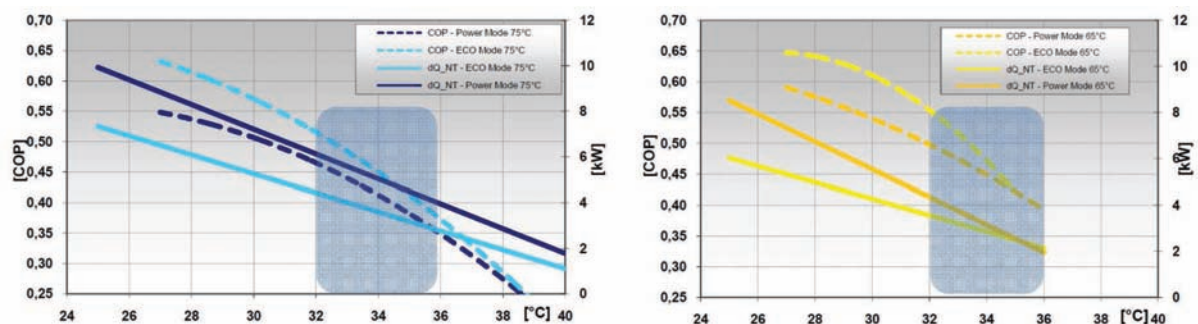 COP - Power Mode 75°C
COP - ECO Mode 75°C
dQ_NT - ECO Mode 75°C
dQ_NT - Power Mode 75°C
[COP]
0,70
0,65
0,60
0,55
0,50
0,45
0,40
0,35
0,30
0,25
12
10
8
6
4
2
0
[kW]
24 26 28 30 32 34 36 38 [°C] 40
COP - Power Mode 65°C
COP - ECO Mode 65°C
dQ_NT - ECO Mode 65°C
dQ_NT - Power Mode 65°C
[COP]
0,70
0,65
0,60
0,55
0,50
0,45
0,40
0,35
0,30
0,25
12
10
8
6
4
2
0
[kW]
24 26 28 30 32 34 36 [°C] 40